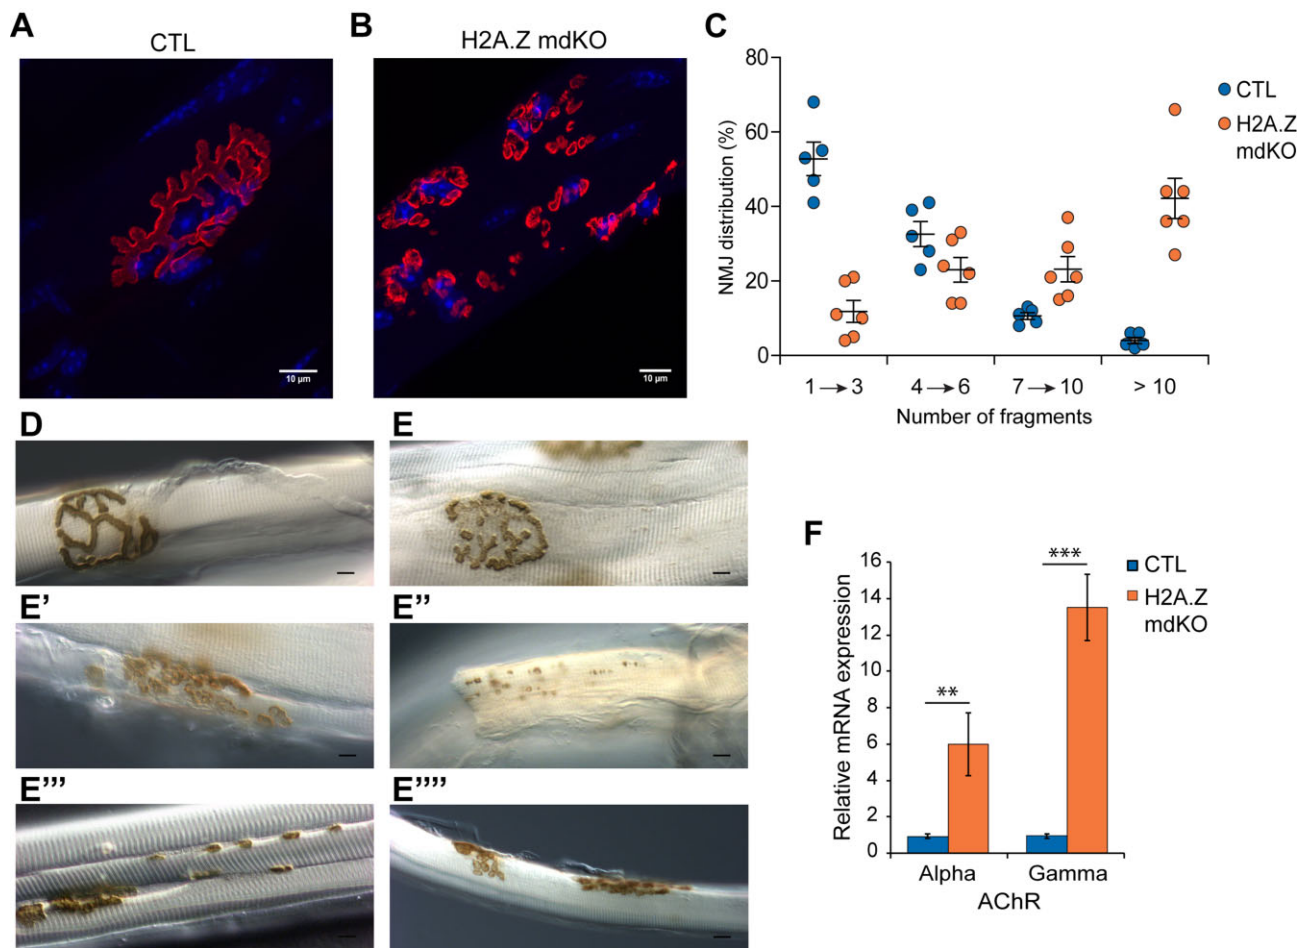 A
CTL
10 µm
B
H2A.Z mdKO
10 µm
C
NMJ distribution (%)
80
60
40
20
0
1 → 3
4 → 6
7 → 10
> 10
Number of fragments
CTL
H2A.Z
mdKO
D
E
E’
E’’
E’’’
E’’’’
F
Relative mRNA expression
16
14
12
10
8
6
4
2
0
**
***
Alpha
Gamma
AChR
CTL
H2A.Z
mdKO